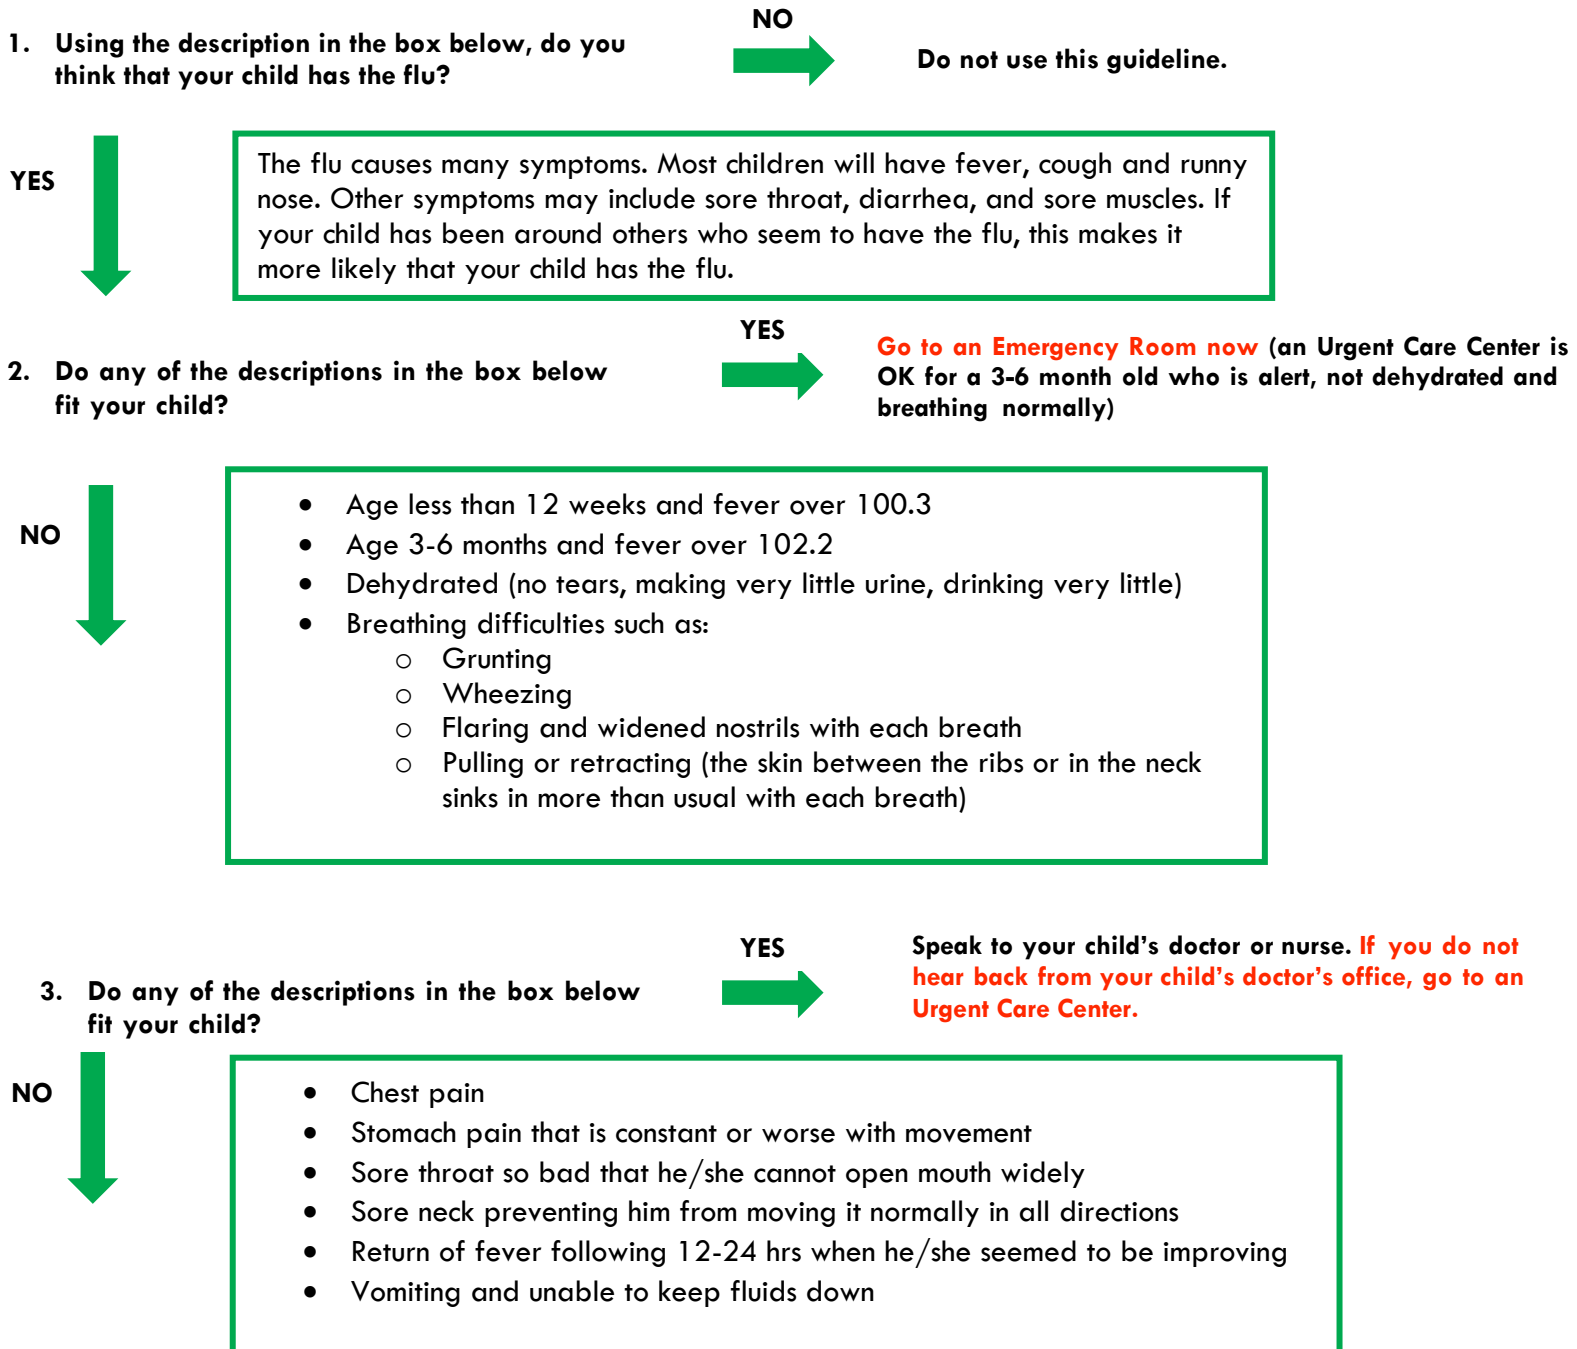 NO
1. Using the description in the box below, do you
think that your child has the flu?
Do not use this guideline.
YES
The flu causes many symptoms. Most children will have fever, cough and runny
nose. Other symptoms may include sore throat, diarrhea, and sore muscles. If
your child has been around others who seem to have the flu, this makes it
more likely that your child has the flu.
YES
2. Do any of the descriptions in the box below
fit your child?
Go to an Emergency Room now (an Urgent Care Center is
OK for a 3-6 month old who is alert, not dehydrated and
breathing normally)
NO
• Age less than 12 weeks and fever over 100.3
• Age 3-6 months and fever over 102.2
• Dehydrated (no tears, making very little urine, drinking very little)
• Breathing difficulties such as:
o Grunting
o Wheezing
o Flaring and widened nostrils with each breath
o Pulling or retracting (the skin between the ribs or in the neck
sinks in more than usual with each breath)
YES
3. Do any of the descriptions in the box below
fit your child?
Speak to your child's doctor or nurse. If you do not
hear back from your child's doctor's office, go to an
Urgent Care Center.
NO
• Chest pain
• Stomach pain that is constant or worse with movement
• Sore throat so bad that he/she cannot open mouth widely
• Sore neck preventing him from moving it normally in all directions
• Return of fever following 12-24 hrs when he/she seemed to be improving
• Vomiting and unable to keep fluids down